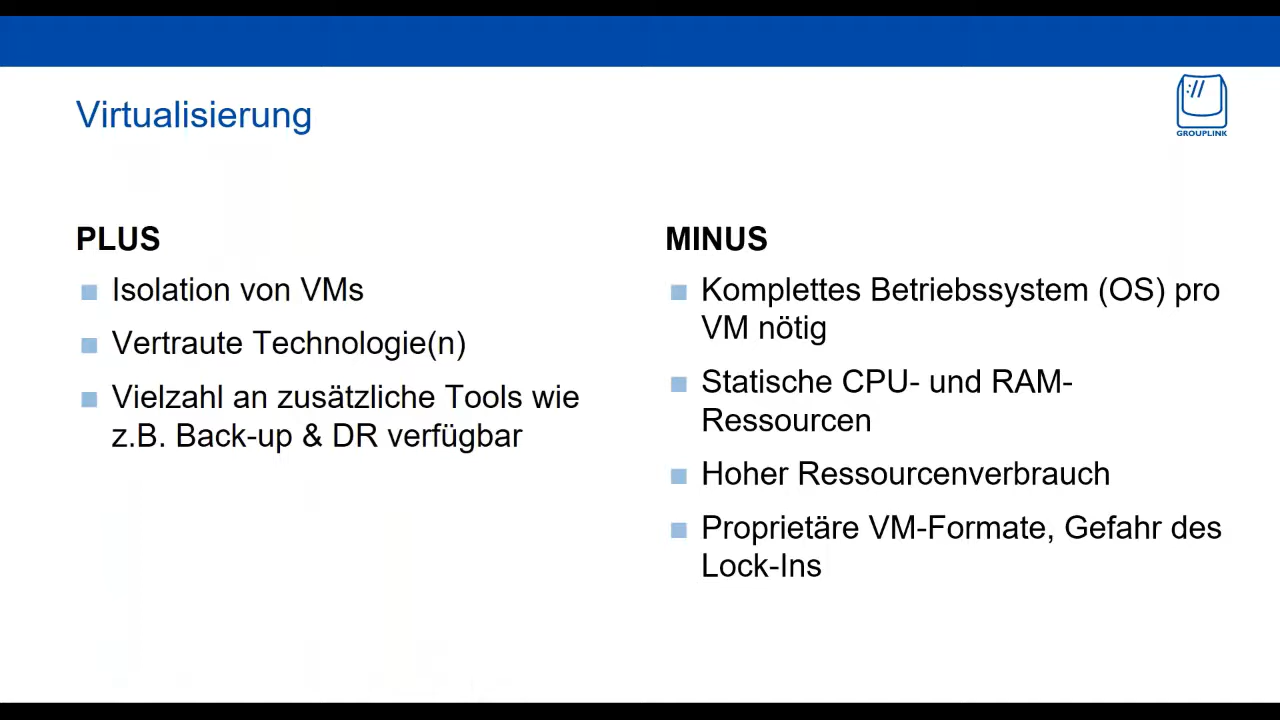 Virtualisierung
GROUPLINK
PLUS
Isolation von VMs
Vertraute Technologie(n)
Vielzahl an zusätzliche Tools wie
z.B. Back-up & DR verfügbar
MINUS
Komplettes Betriebssystem (OS) pro
VM nötig
Statische CPU- und RAM-
Ressourcen
Hoher Ressourcenverbrauch
Proprietäre VM-Formate, Gefahr des
Lock-Ins